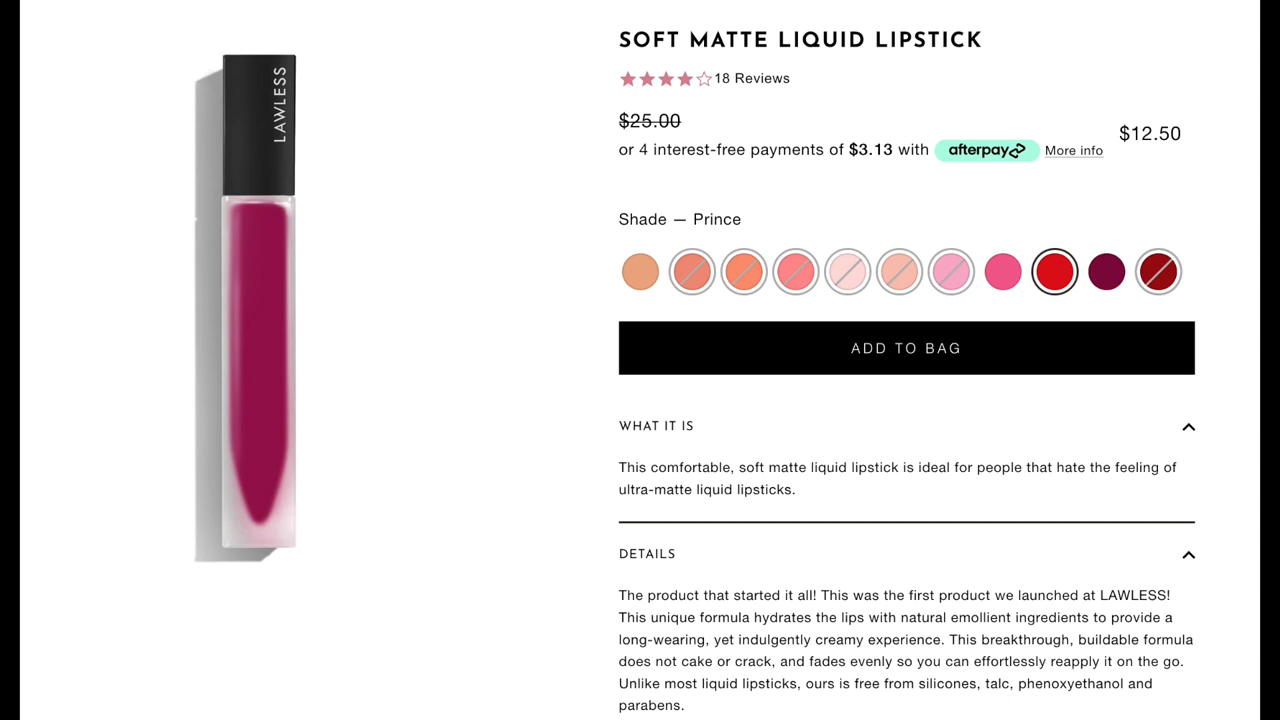 LAWLESS
SOFT MATTE LIQUID LIPSTICK
18 Reviews
$25.00
$12.50
or 4 interest-free payments of $3.13 with afterpay More info
Shade — Prince
ADD TO BAG
WHAT IT IS
This comfortable, soft matte liquid lipstick is ideal for people that hate the feeling of
ultra-matte liquid lipsticks.
DETAILS
The product that started it all! This was the first product we launched at LAWLESS!
This unique formula hydrates the lips with natural emollient ingredients to provide a
long-wearing, yet indulgently creamy experience. This breakthrough, buildable formula
does not cake or crack, and fades evenly so you can effortlessly reapply it on the go.
Unlike most liquid lipsticks, ours is free from silicones, talc, phenoxyethanol and
parabens.